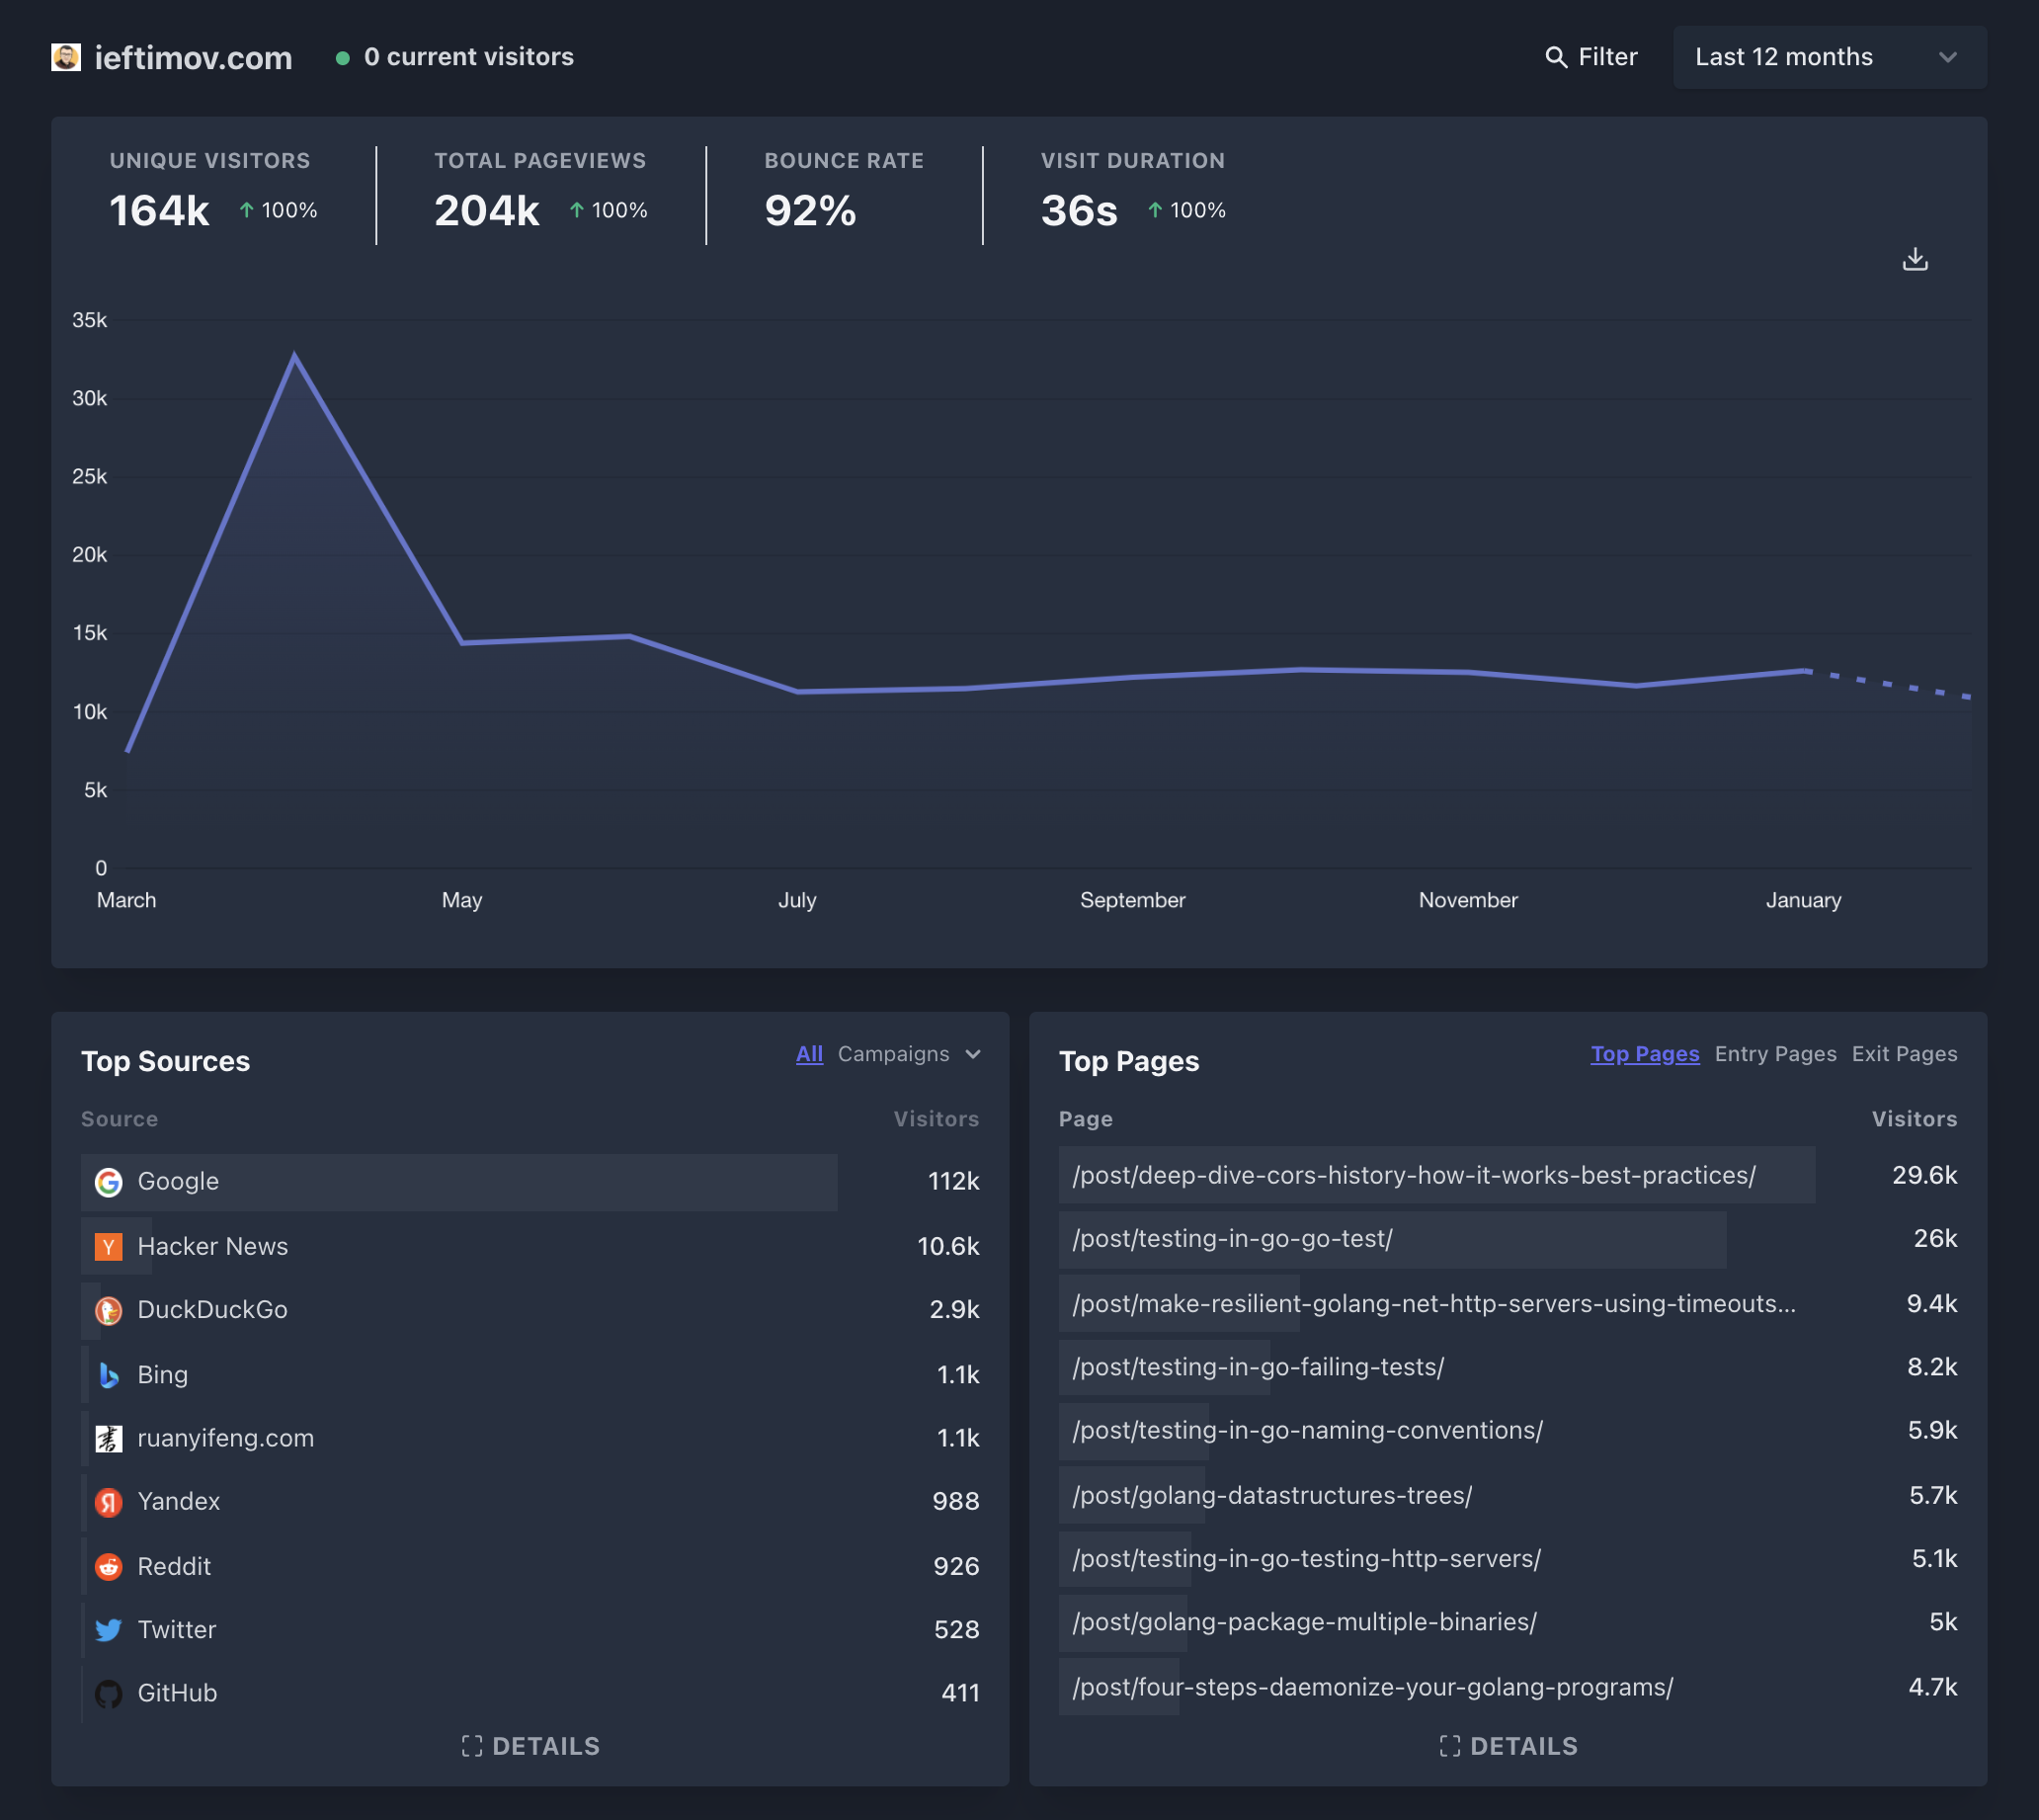 ieftimov.com 0 current visitors Filter Last 12 months
UNIQUE VISITORS TOTAL PAGEVIEWS BOUNCE RATE VISIT DURATION
164k 100% 204k 100% 92% 36s 100%
35k
30k
25k
20k
15k
10k
5k
0
March May July September November January
Top Sources All Campaigns
Source Visitors
Google 112k
Y Hacker News 10.6k
DuckDuckGo 2.9k
Bing 1.1k
書 ruanyifeng.com 1.1k
Я Yandex 988
Reddit 926
Twitter 528
GitHub 411
DETAILS
Top Pages Top Pages Entry Pages Exit Pages
Page Visitors
/post/deep-dive-cors-history-how-it-works-best-practices/ 29.6k
/post/testing-in-go-go-test/ 26k
/post/make-resilient-golang-net-http-servers-using-timeouts... 9.4k
/post/testing-in-go-failing-tests/ 8.2k
/post/testing-in-go-naming-conventions/ 5.9k
/post/golang-datastructures-trees/ 5.7k
/post/testing-in-go-testing-http-servers/ 5.1k
/post/golang-package-multiple-binaries/ 5k
/post/four-steps-daemonize-your-golang-programs/ 4.7k
DETAILS